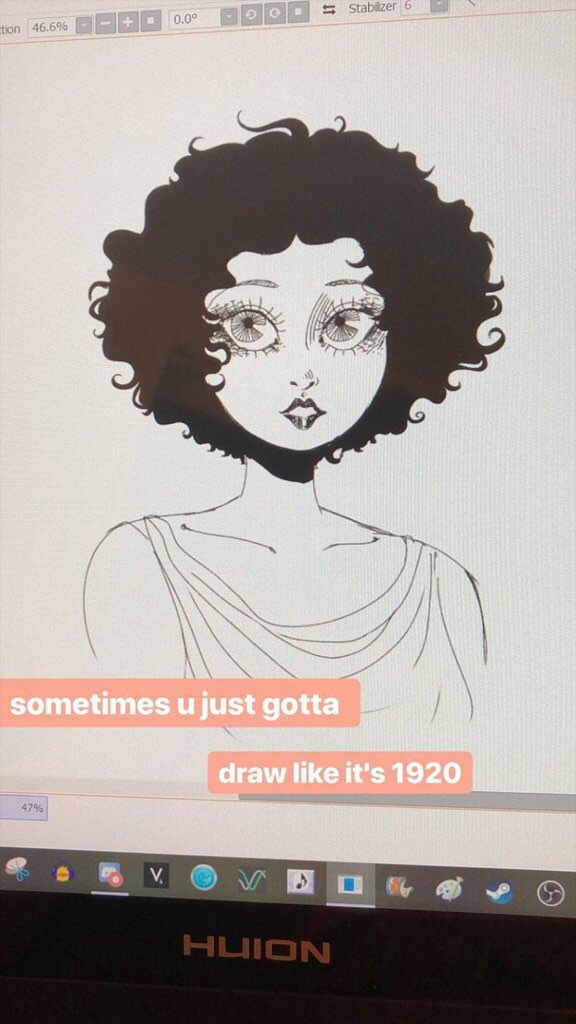 tion 46.6% 0.0° Stabilizer 6
sometimes u just gotta
draw like it's 1920
47%
V.
HUION